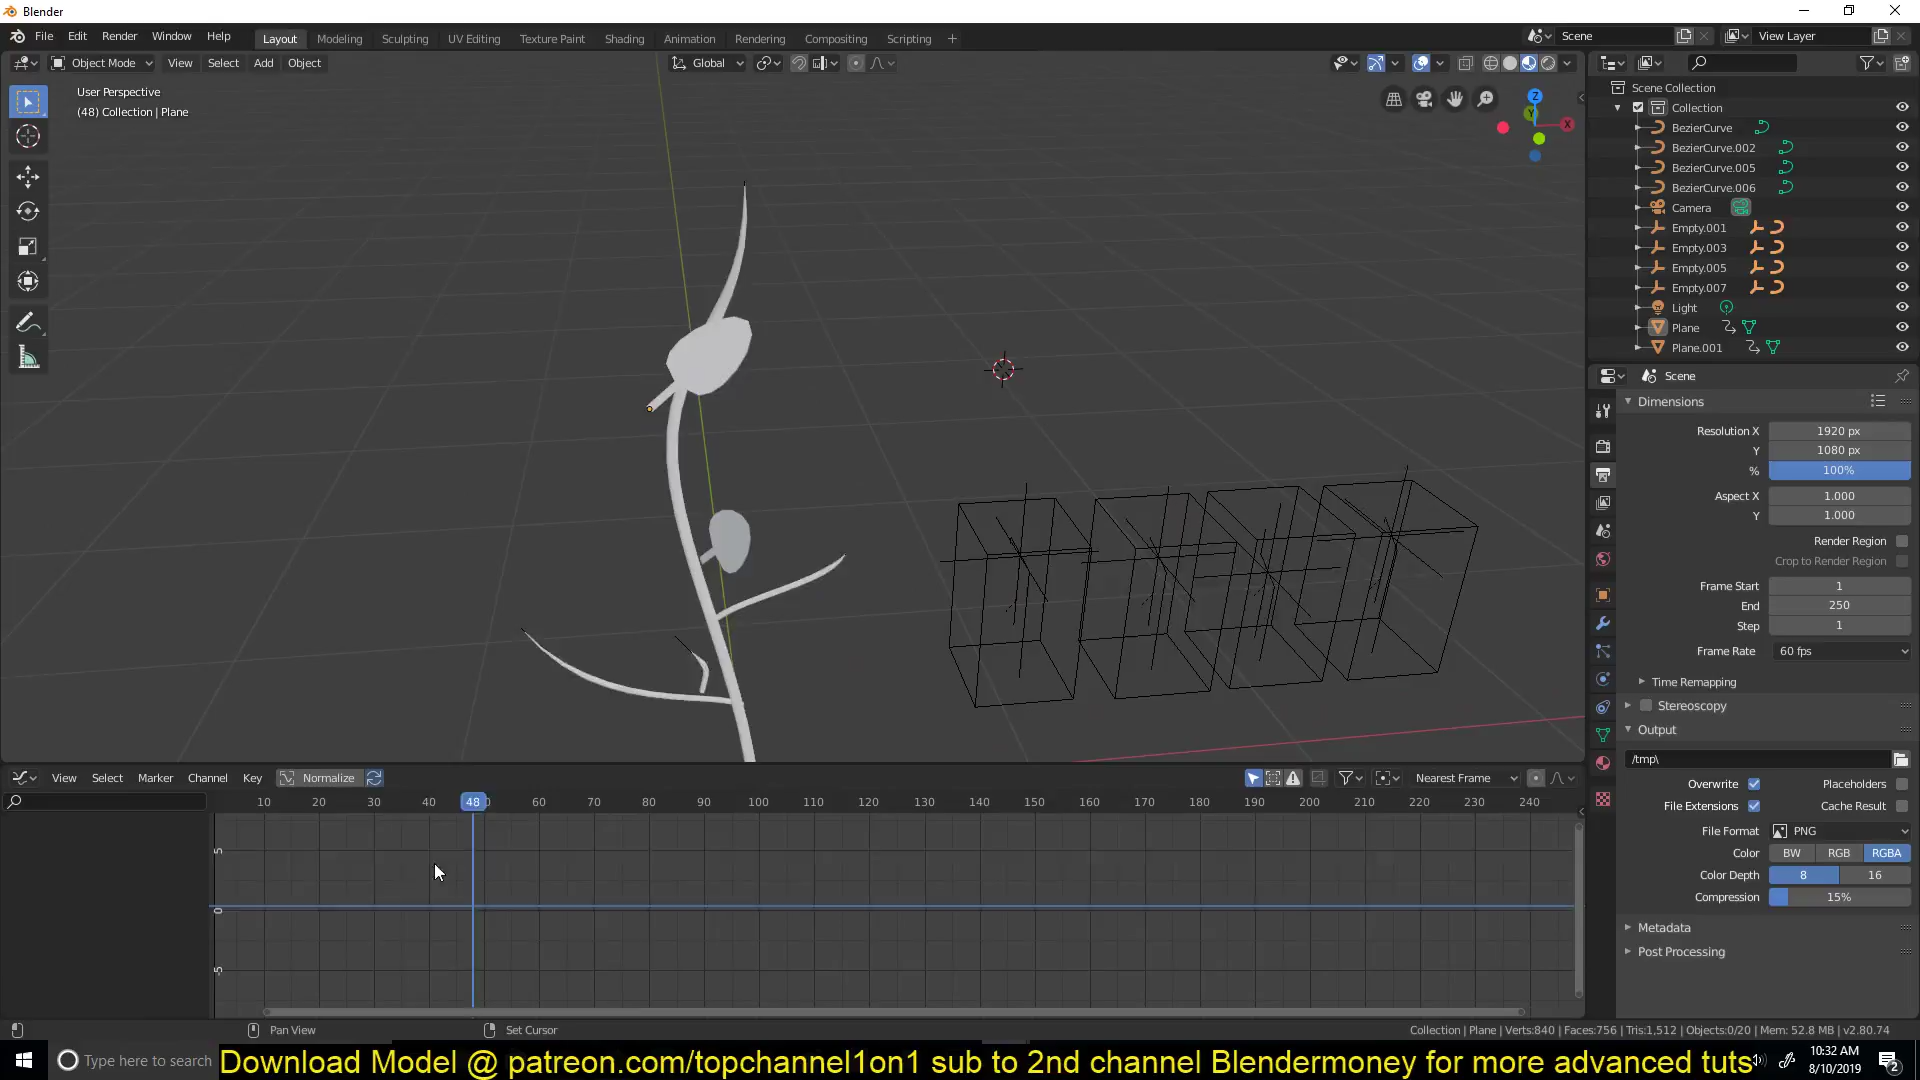 Blender
File Edit Render Window Help Layout Modeling Sculpting UV Editing Texture Paint Shading Animation Rendering Compositing Scripting + Scene View Layer
Object Mode View Select Add Object Global
User Perspective
(48) Collection | Plane
Z
Y
X
Scene Collection
Collection
BezierCurve
BezierCurve.002
BezierCurve.005
BezierCurve.006
Camera
Empty.001
Empty.003
Empty.005
Empty.007
Light
Plane
Plane.001
Scene
Dimensions
Resolution X 1920 px
Y 1080 px
% 100%
Aspect X 1.000
Y 1.000
Render Region
Crop to Render Region
Frame Start 1
End 250
Step 1
Frame Rate 60 fps
Time Remapping
Stereoscopy
Output
/tmp\
Overwrite Placeholders
File Extensions Cache Result
File Format PNG
Color BW RGB RGBA
Color Depth 8 16
Compression 15%
Metadata
Post Processing
View Select Marker Channel Key Normalize Nearest Frame
10 20 30 40 48 60 70 80 90 100 110 120 130 140 150 160 170 180 190 200 210 220 230 240
5
0
-5
Pan View Set Cursor Collection | Plane | Verts:840 | Faces:756 | Tris:1,512 | Objects:0/20 | Mem: 52.8 MB | v2.80.74
Type here to search
Download Model @ patreon.com/topchannel1on1 sub to 2nd channel Blendermoney for more advanced tuts
10:32 AM
8/10/2019
2